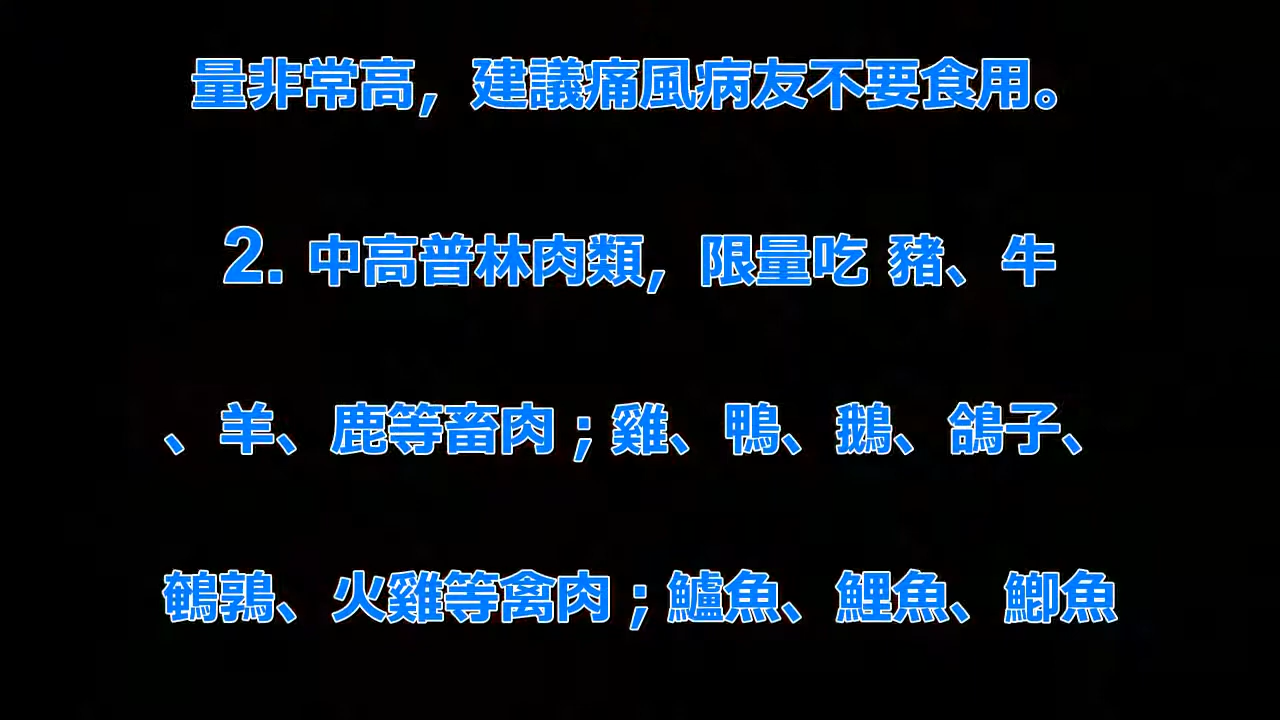 量非常高，建議痛風病友不要食用。
2. 中高普林肉類，限量吃 豬、牛
、羊、鹿等畜肉；雞、鴨、鵝、鴿子、
鵪鶉、火雞等禽肉；鱸魚、鯉魚、鯽魚